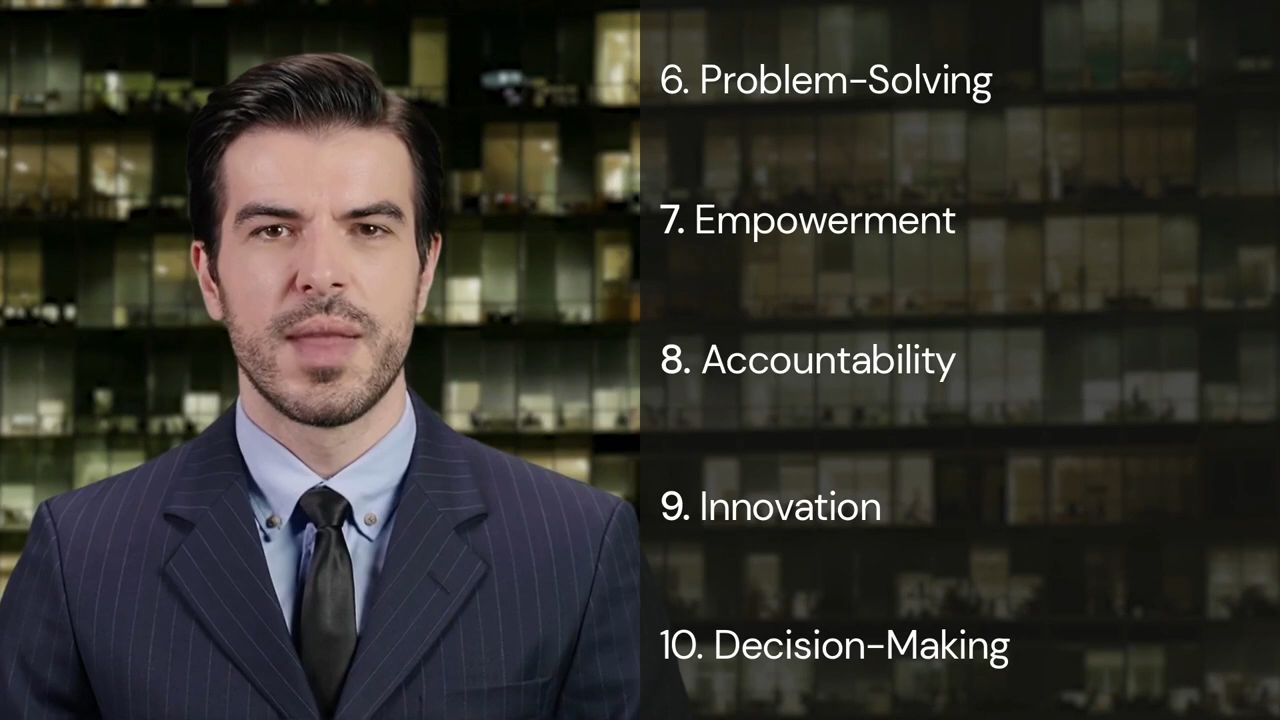 6. Problem-Solving
7. Empowerment
8. Accountability
9. Innovation
10. Decision-Making